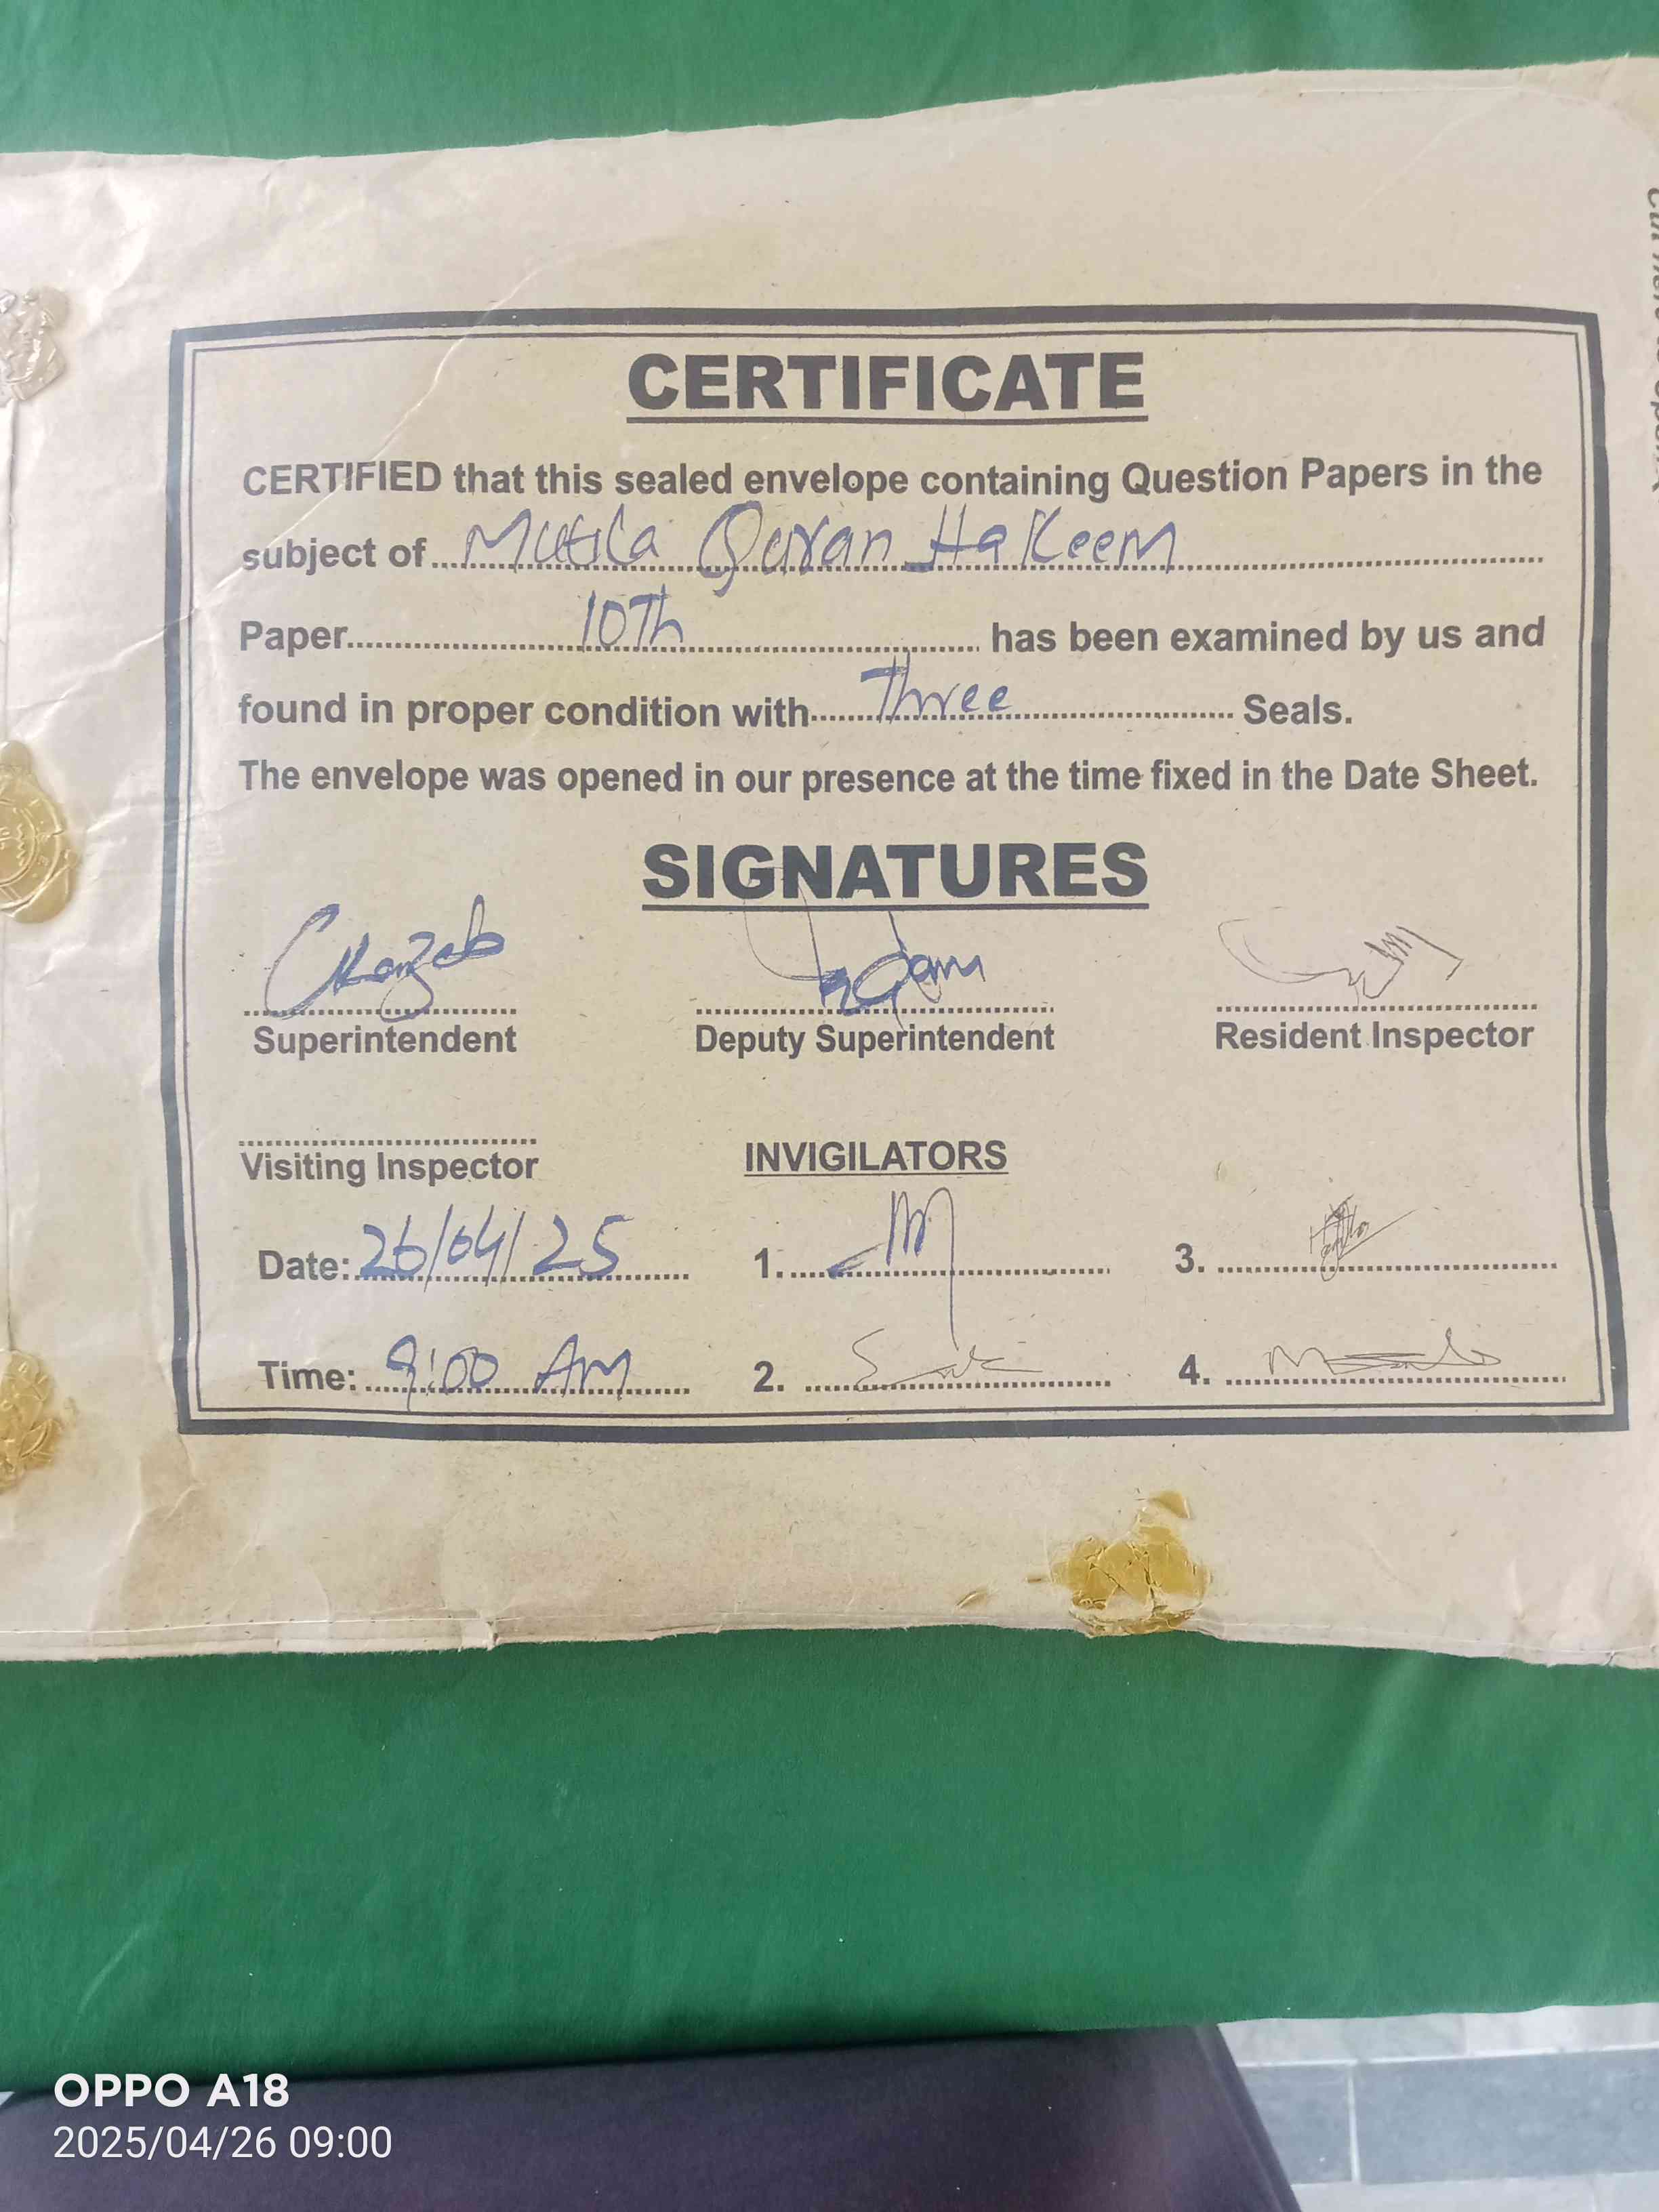 CERTIFICATE
CERTIFIED that this sealed envelope containing Question Papers in the
subject of Mutila Quran Hakeem
Paper 10Th has been examined by us and
found in proper condition with Three Seals.
The envelope was opened in our presence at the time fixed in the Date Sheet.
SIGNATURES
Superintendent Deputy Superintendent Resident Inspector
Visiting Inspector INVIGILATORS
Date: 26/04/25 1. 3.
Time: 9:00 AM 2. 4.
OPPO A18
2025/04/26 09:00